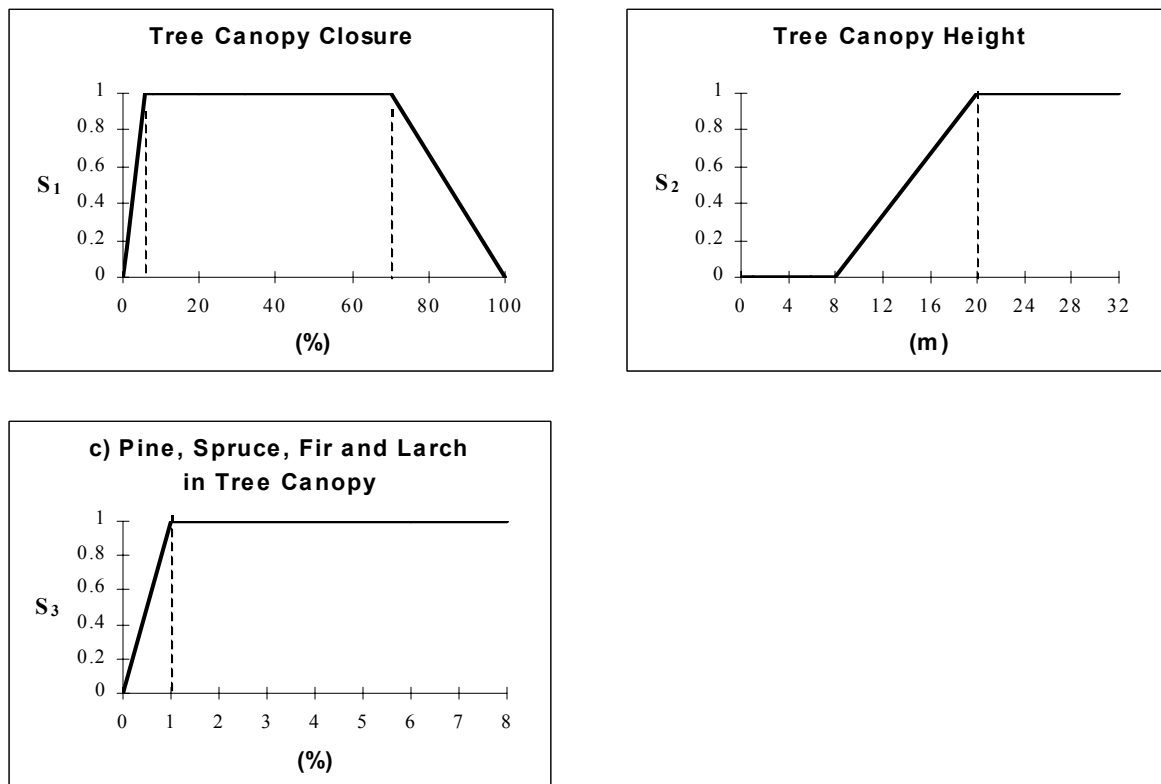 Tree Canopy Closure
1
0.8
0.6
S1
0.4
0.2
0
0 20 40 60 80 100
(%)
Tree Canopy Height
1
0.8
0.6
S2
0.4
0.2
0
0 4 8 12 16 20 24 28 32
(m)
c) Pine, Spruce, Fir and Larch
in Tree Canopy
1
0.8
0.6
S3
0.4
0.2
0
0 1 2 3 4 5 6 7 8
(%)